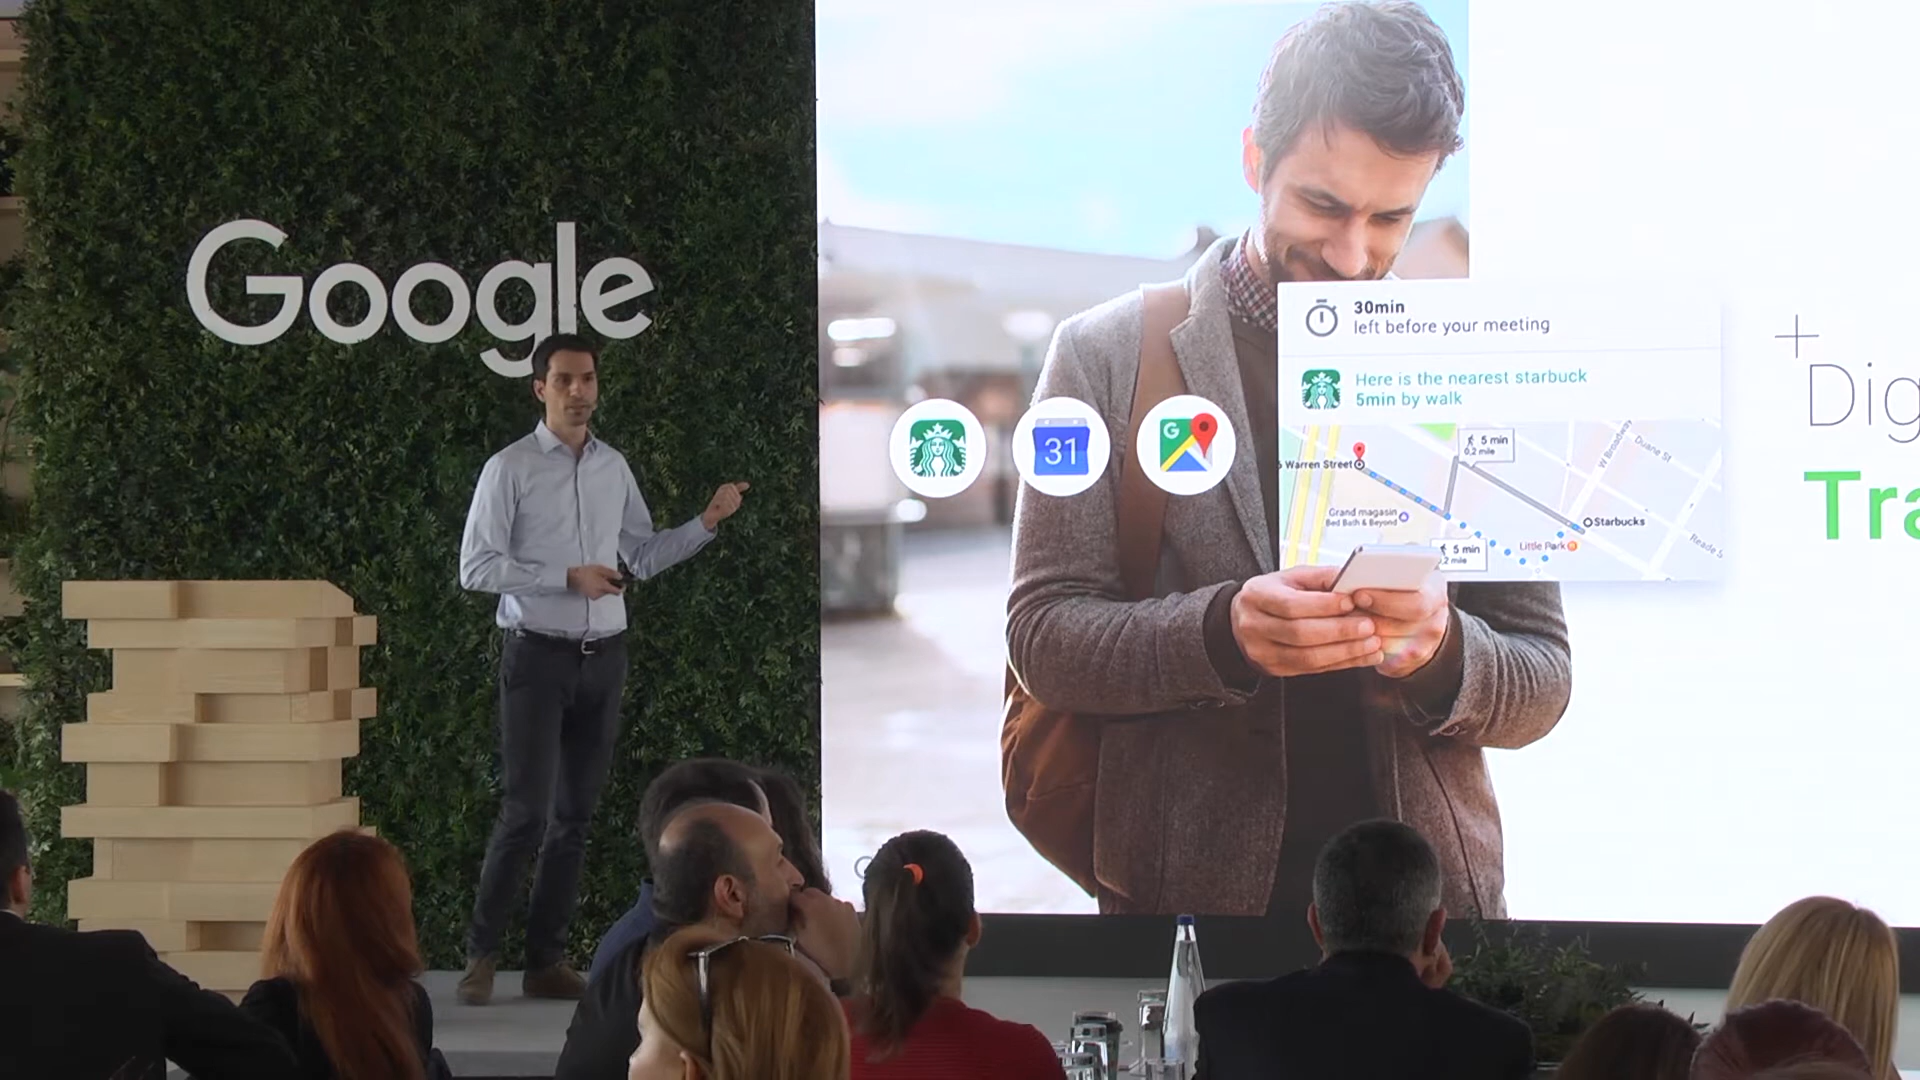 Google
31
G
30min
left before your meeting
Here is the nearest starbuck
5min by walk
5 min
0,2 mile
Warren Street
W Broadway
Duane St
Grand magasin
Bed Bath & Beyond
Starbucks
Little Park
5 min
Reade S
Dig
Tra